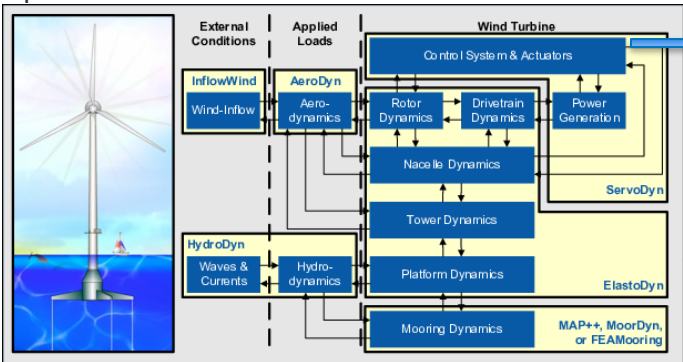 External
Conditions
Applied
Loads
Wind Turbine
Control System & Actuators
InflowWind
AeroDyn
Wind-Inflow
Aero-
dynamics
Rotor
Dynamics
Drivetrain
Dynamics
Power
Generation
Nacelle Dynamics
ServoDyn
Tower Dynamics
HydroDyn
Waves &
Currents
Hydro-
dynamics
Platform Dynamics
ElastoDyn
Mooring Dynamics
MAP++, MoorDyn,
or FEAMooring